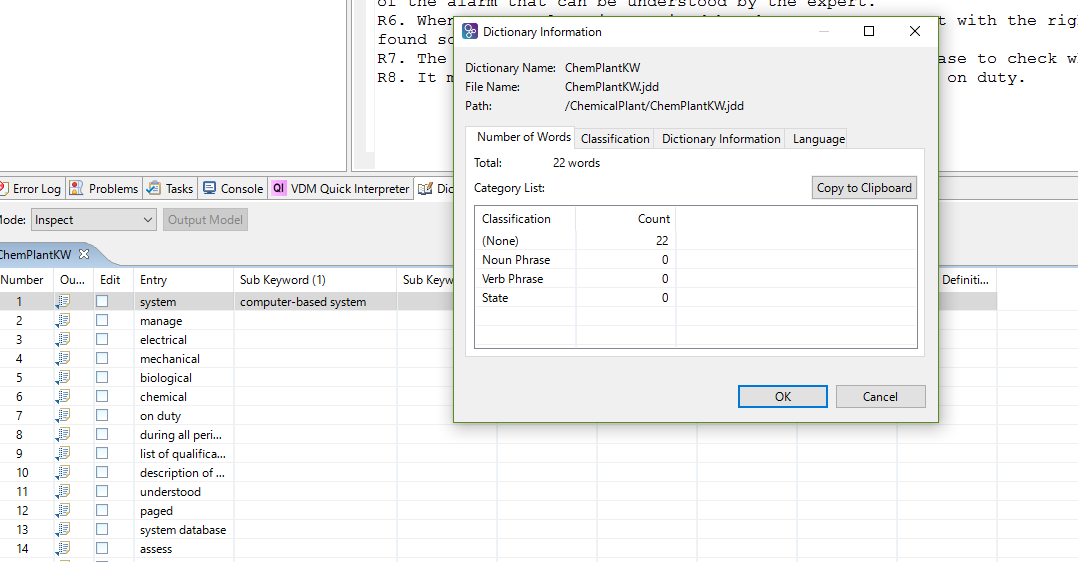 of the alarm that can be understood by the expert.
R6. When
t with the rig
found so
R7. The
ase to check w
R8. It m
on duty.
Dictionary Information
Dictionary Name: ChemPlantKW
File Name: ChemPlantKW.jdd
Path: /ChemicalPlant/ChemPlantKW.jdd
Number of Words Classification Dictionary Information Language
Total: 22 words
Category List: Copy to Clipboard
Classification Count
(None) 22
Noun Phrase 0
Verb Phrase 0
State 0
OK Cancel
Error Log Problems Tasks Console QI VDM Quick Interpreter Dic
Mode: Inspect Output Model
ChemPlantKW
Number Ou... Edit Entry Sub Keyword (1) Sub Keyw Definiti...
1 system computer-based system
2 manage
3 electrical
4 mechanical
5 biological
6 chemical
7 on duty
8 during all peri...
9 list of qualifica...
10 description of ...
11 understood
12 paged
13 system database
14 assess